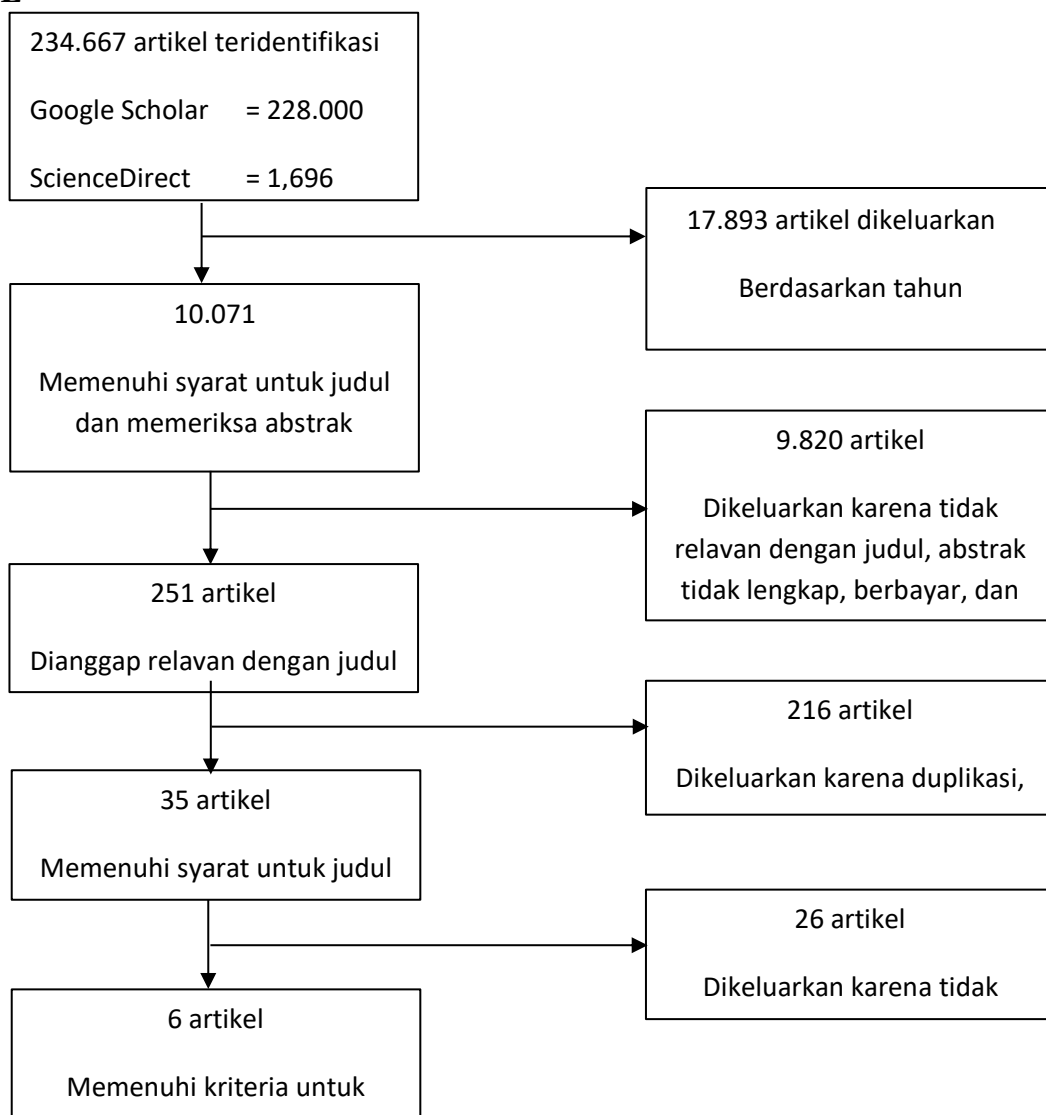 234.667 artikel teridentifikasi
Google Scholar = 228.000
ScienceDirect = 1,696
17.893 artikel dikeluarkan
Berdasarkan tahun
10.071
Memenuhi syarat untuk judul
dan memeriksa abstrak
9.820 artikel
Dikeluarkan karena tidak
relavan dengan judul, abstrak
tidak lengkap, berbayar, dan
251 artikel
Dianggap relavan dengan judul
216 artikel
Dikeluarkan karena duplikasi,
35 artikel
Memenuhi syarat untuk judul
26 artikel
Dikeluarkan karena tidak
6 artikel
Memenuhi kriteria untuk